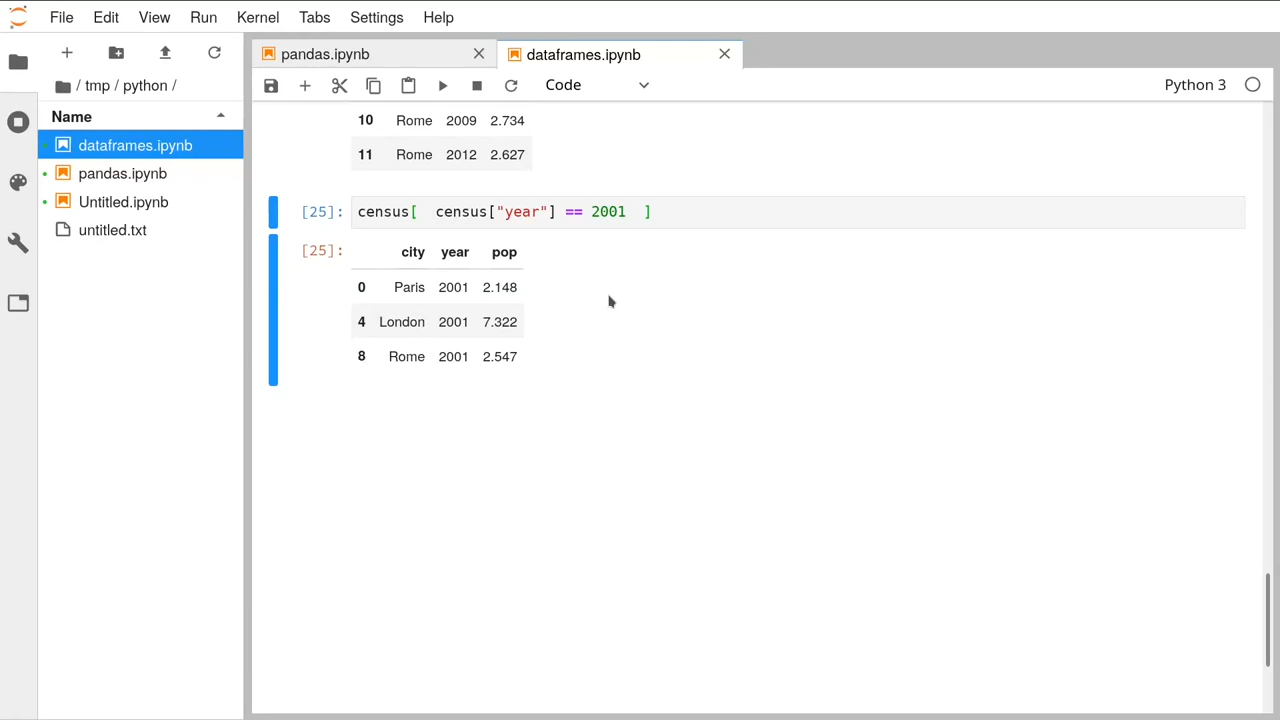 File Edit View Run Kernel Tabs Settings Help
pandas.ipynb
dataframes.ipynb
/ tmp / python /
Code
Python 3
Name
dataframes.ipynb
pandas.ipynb
Untitled.ipynb
untitled.txt
10 Rome 2009 2.734
11 Rome 2012 2.627
[25]: census[  census["year"] == 2001  ]
[25]: city year pop
0 Paris 2001 2.148
4 London 2001 7.322
8 Rome 2001 2.547